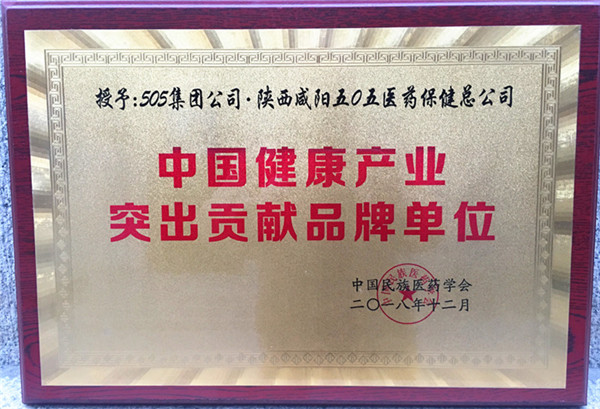 授予:505集团公司·陕西咸阳五0五医药保健总公司
中国健康产业
突出贡献品牌单位
中国民族医药学会
二〇一八年十二月